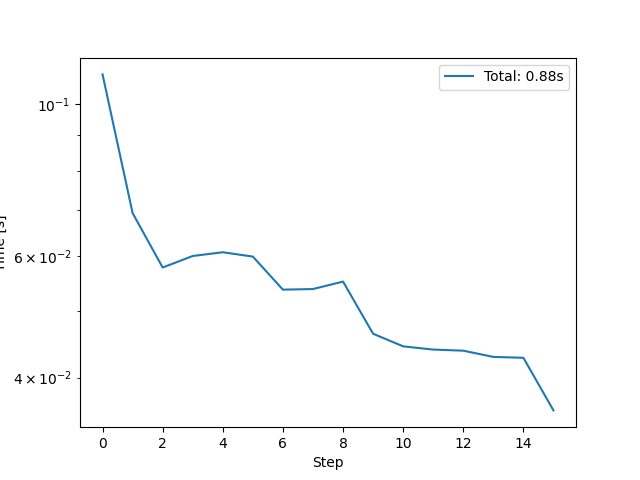 Total: 0.88s
10⁻¹
6 × 10⁻²
4 × 10⁻²
[s]
0 2 4 6 8 10 12 14
Step